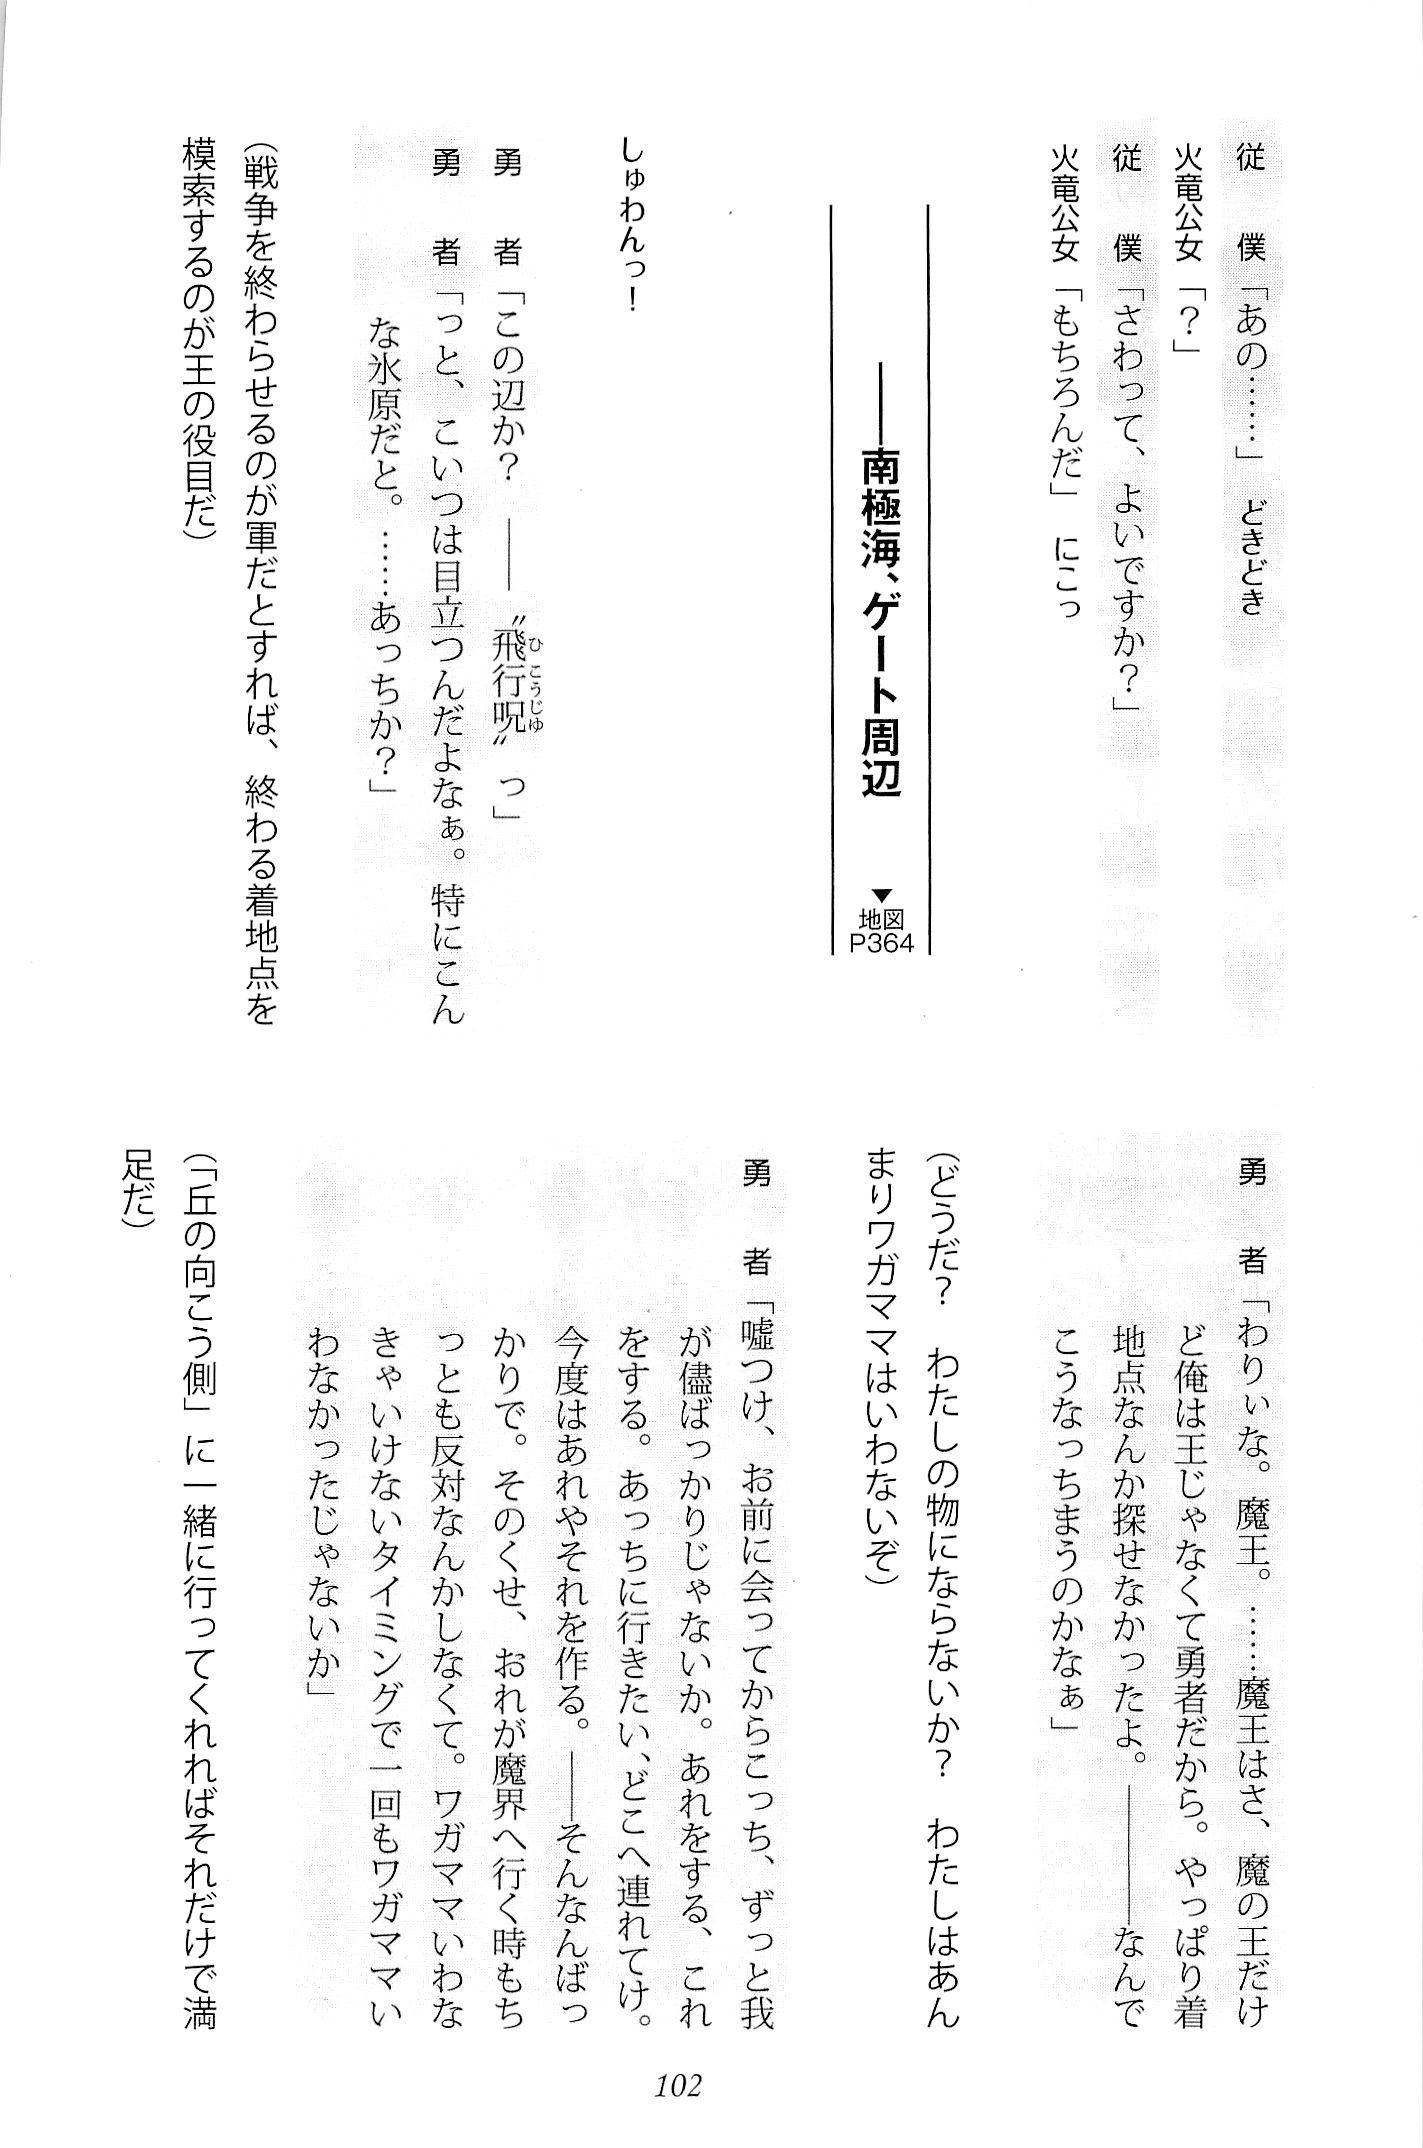 従　僕「あの……」 どきどき
火竜公女「？」
従　僕「さわって、よいですか？」
火竜公女「もちろんだ」 にこっ
――南極海、ゲート周辺
▼
地図
P364
しゅわんっ！
勇　者「この辺か？　――〝飛行呪〟っ」
ひこうじゅ
勇　者「っと、こいつは目立つんだよなぁ。特にこん
な氷原だと。……あっちか？」
（戦争を終わらせるのが軍だとすれば、終わる着地点を
模索するのが王の役目だ）
勇　者「わりぃな。魔王。……魔王はさ、魔の王だけ
ど俺は王じゃなくて勇者だから。やっぱり着
地点なんか探せなかったよ。――――なんで
こうなっちまうのかなぁ」
（どうだ？　わたしの物にならないか？　わたしはあん
まりワガママはいわないぞ）
勇　者「嘘つけ、お前に会ってからこっち、ずっと我
が儘ばっかりじゃないか。あれをする、これ
をする。あっちに行きたい、どこへ連れてけ。
今度はあれやそれを作る。――そんなんばっ
かりで。そのくせ、おれが魔界へ行く時もち
っとも反対なんかしなくて。ワガママいわな
きゃいけないタイミングで一回もワガママい
わなかったじゃないか」
（「丘の向こう側」に一緒に行ってくれればそれだけで満
足だ）
102